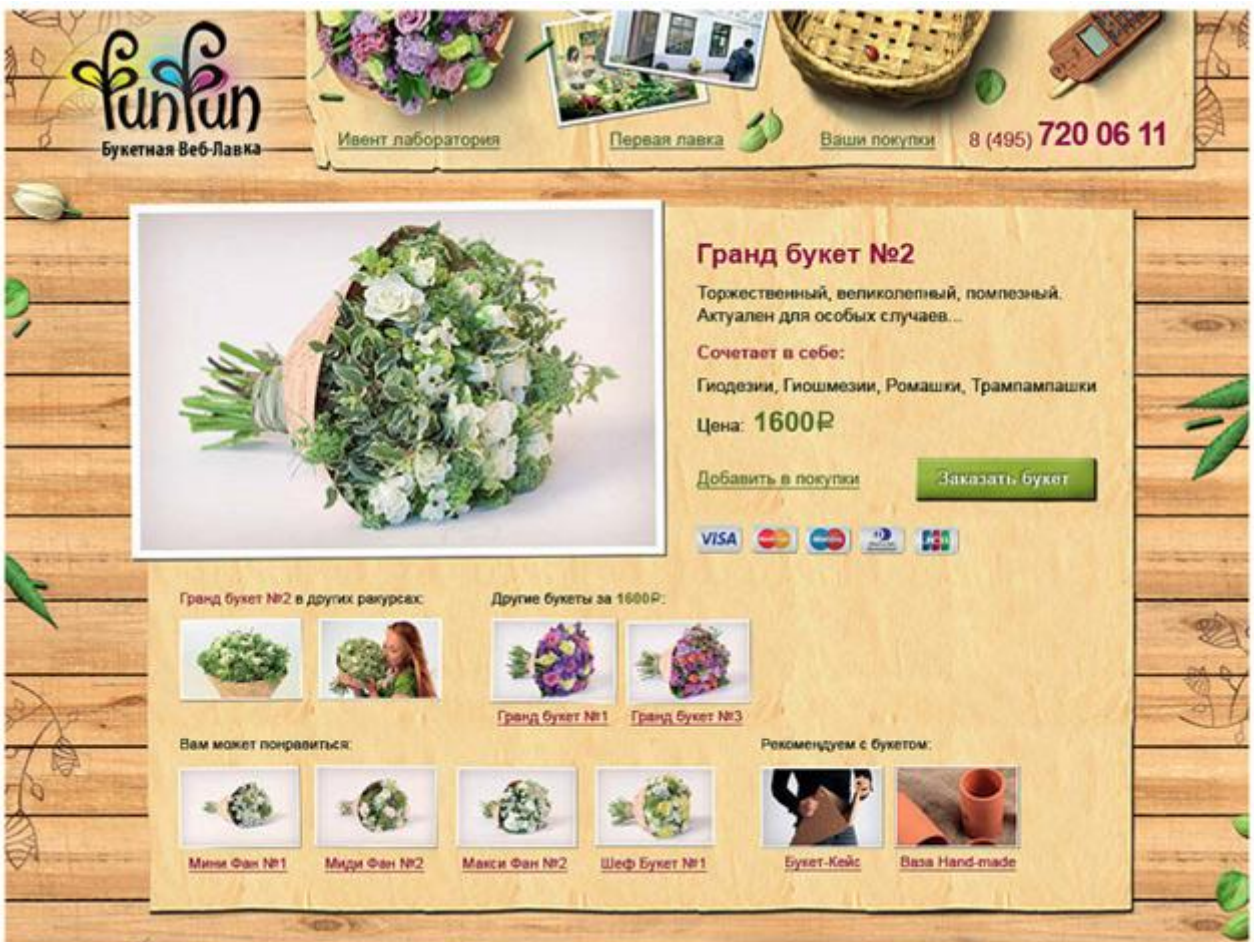 funfun
Букетная Веб-Лавка
Ивент лаборатория
Первая лавка
Ваши покупки
8 (495) 720 06 11
Гранд букет №2
Торжественный, великолепный, помпезный.
Актуален для особых случаев...
Сочетает в себе:
Гиодезии, Гиошмезии, Ромашки, Трампампашки
Цена: 1600₽
Добавить в покупки
Заказать букет
VISA
MasterCard
Maestro
JCB
Гранд букет №2 в других ракурсах:
Другие букеты за 1600₽:
Гранд букет №1
Гранд букет №3
Вам может понравиться:
Рекомендуем с букетом:
Мини Фан №1
Миди Фан №2
Макси Фан №2
Шеф Букет №1
Букет-Кейс
Ваза Hand-made